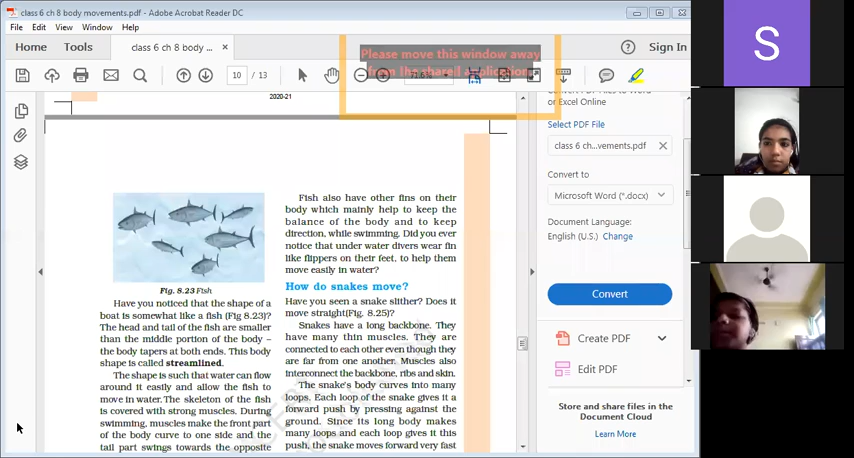 class 6 ch 8 body movements.pdf - Adobe Acrobat Reader DC
File Edit View Window Help
Home Tools class 6 ch 8 body ... ×
Sign In
Please move this window away
from the shared application
10 / 13
2020-21
Fig. 8.23 Fish
Have you noticed that the shape of a
boat is somewhat like a fish (Fig 8.23)?
The head and tail of the fish are smaller
than the middle portion of the body –
the body tapers at both ends. This body
shape is called streamlined.
The shape is such that water can flow
around it easily and allow the fish to
move in water. The skeleton of the fish
is covered with strong muscles. During
swimming, muscles make the front part
of the body curve to one side and the
tail part swings towards the opposite
Fish also have other fins on their
body which mainly help to keep the
balance of the body and to keep
direction, while swimming. Did you ever
notice that under water divers wear fin
like flippers on their feet, to help them
move easily in water?
How do snakes move?
Have you seen a snake slither? Does it
move straight(Fig. 8.25)?
Snakes have a long backbone. They
have many thin muscles. They are
connected to each other even though they
are far from one another. Muscles also
interconnect the backbone, ribs and skin.
The snake's body curves into many
loops. Each loop of the snake gives it a
forward push by pressing against the
ground. Since its long body makes
many loops and each loop gives it this
push, the snake moves forward very fast
Convert PDF Files to Word
or Excel Online
Select PDF File
class 6 ch...vements.pdf
Convert to
Microsoft Word (*.docx)
Document Language:
English (U.S.) Change
Convert
Create PDF
Edit PDF
Store and share files in the
Document Cloud
Learn More
S